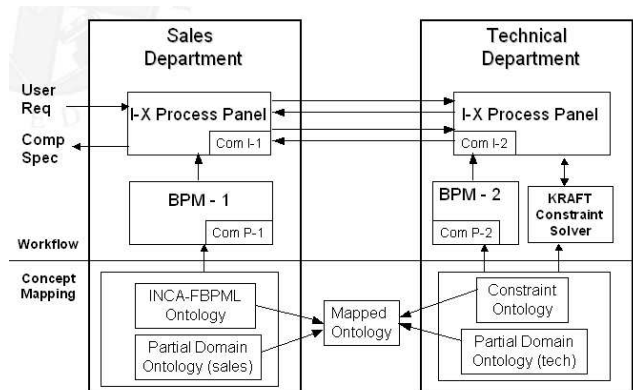 Sales
Department
Technical
Department
User
Req
I-X Process Panel
Com I-1
I-X Process Panel
Com I-2
Comp
Spec
BPM - 1
Com P-1
BPM - 2
Com P-2
KRAFT
Constraint
Solver
Workflow
Concept
Mapping
INCA-FBPML
Ontology
Partial Domain
Ontology (sales)
Mapped
Ontology
Constraint
Ontology
Partial Domain
Ontology (tech)